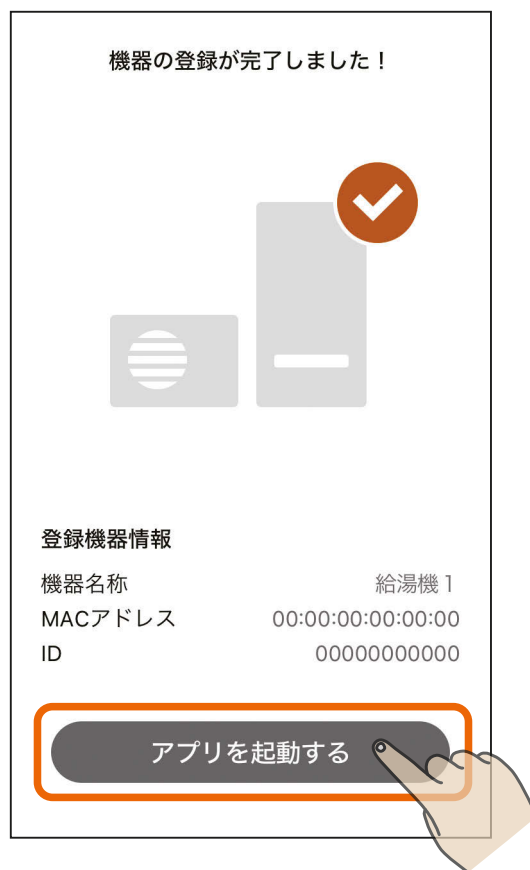 機器の登録が完了しました！
登録機器情報
機器名称 給湯機1
MACアドレス 00:00:00:00:00:00
ID 00000000000
アプリを起動する